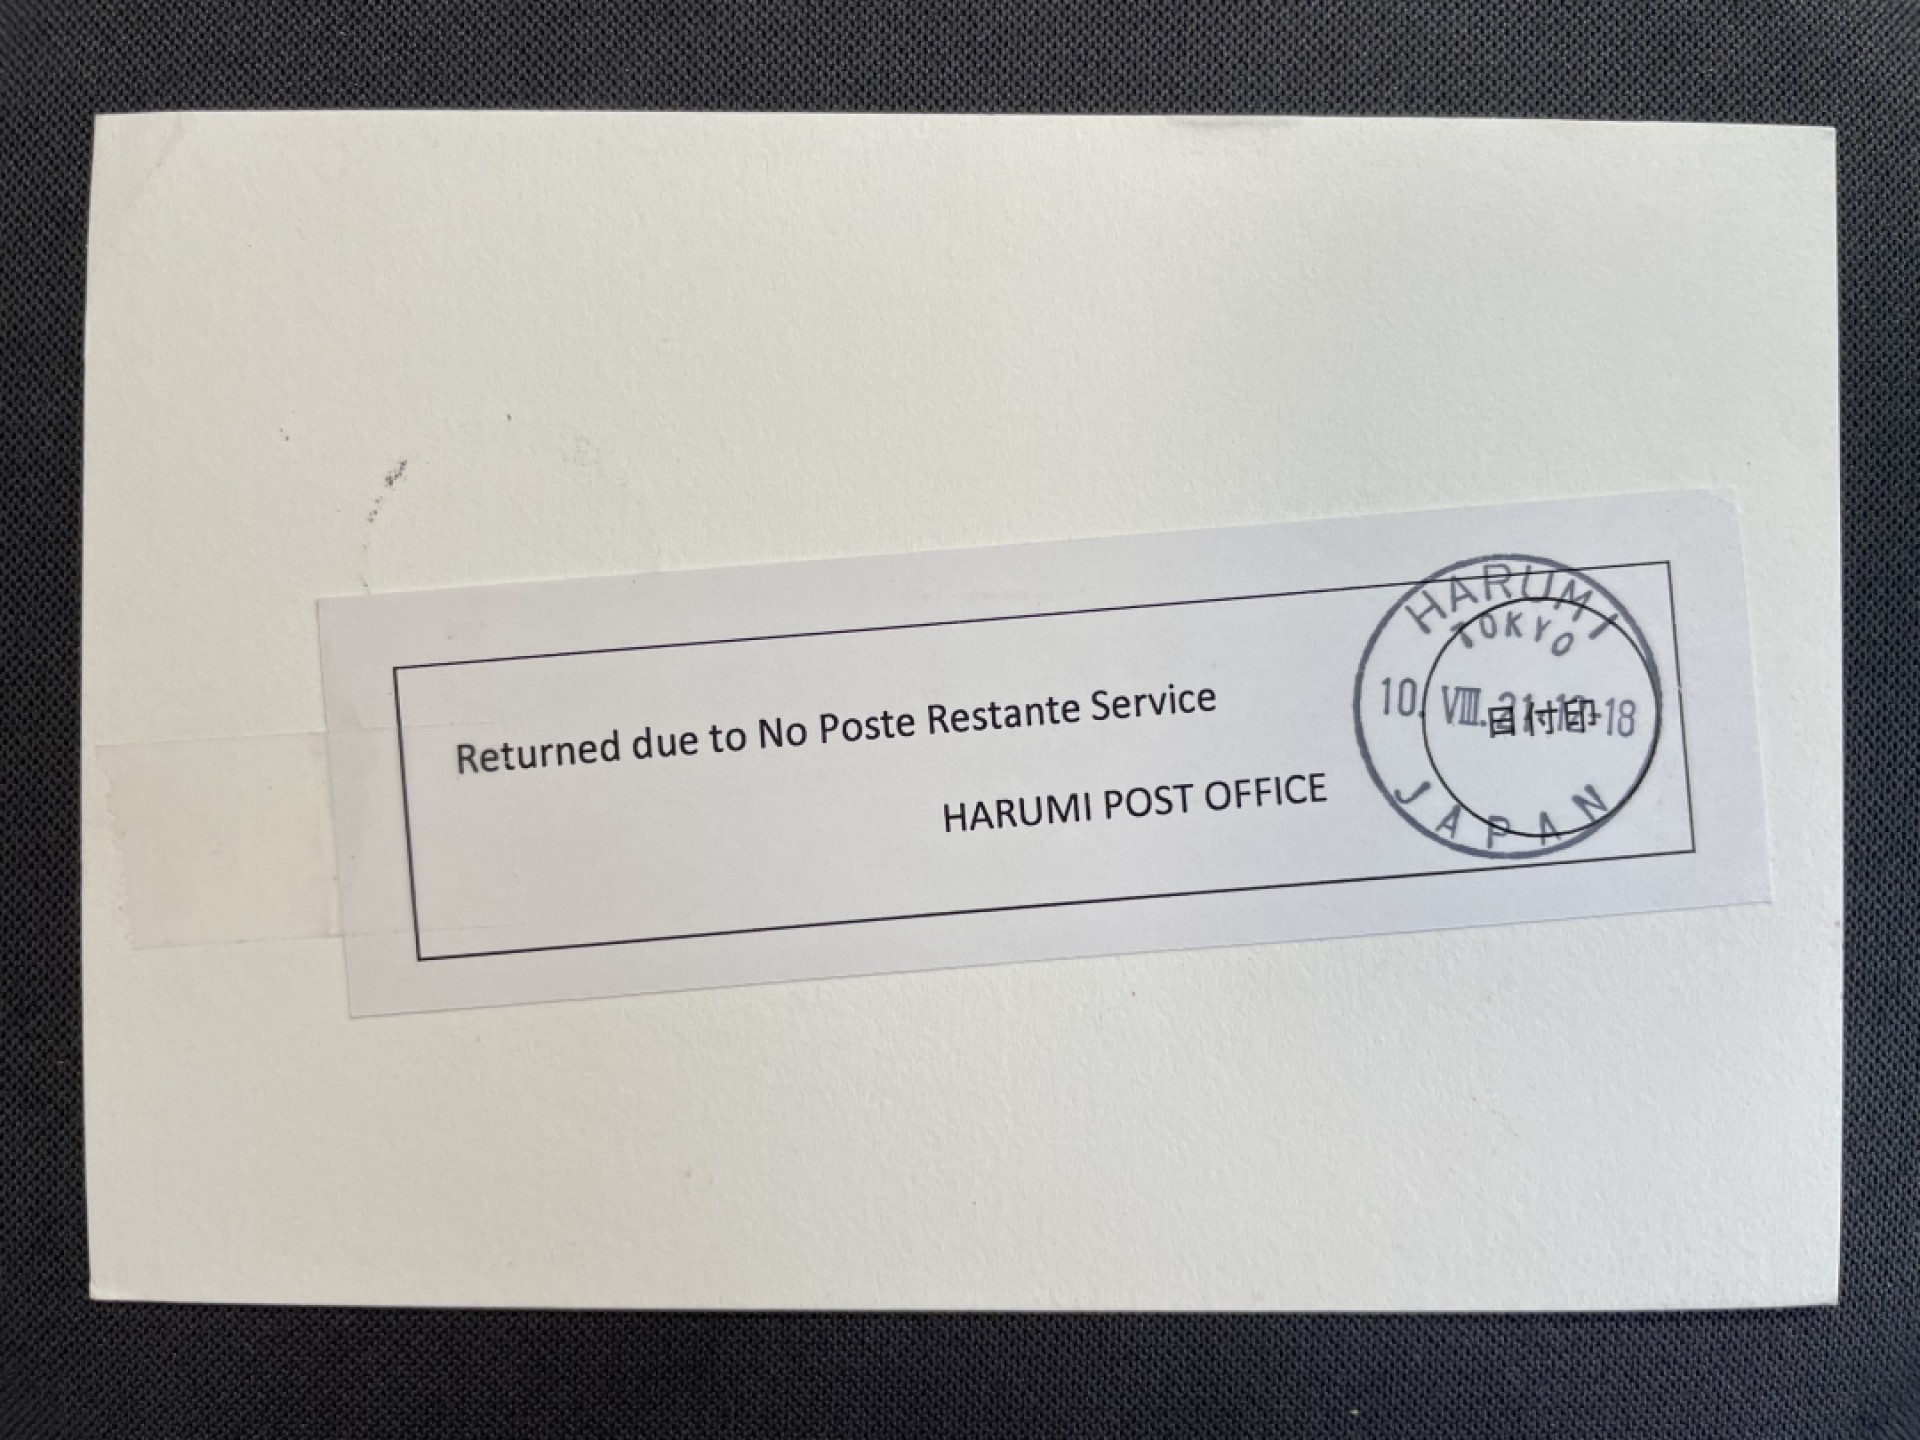 Returned due to No Poste Restante Service
HARUMI POST OFFICE
HARUMI
TOKYO
10. VIII. 21. 12-18
日付印
JAPAN